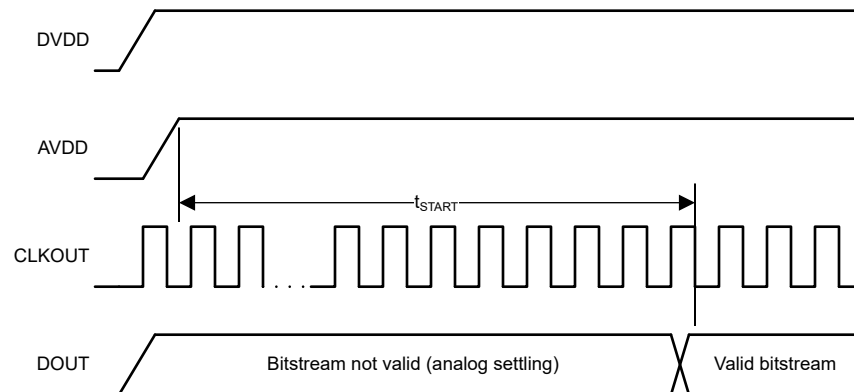 DVDD
AVDD
tSTART
CLKOUT
. . .
DOUT
Bitstream not valid (analog settling)
Valid bitstream